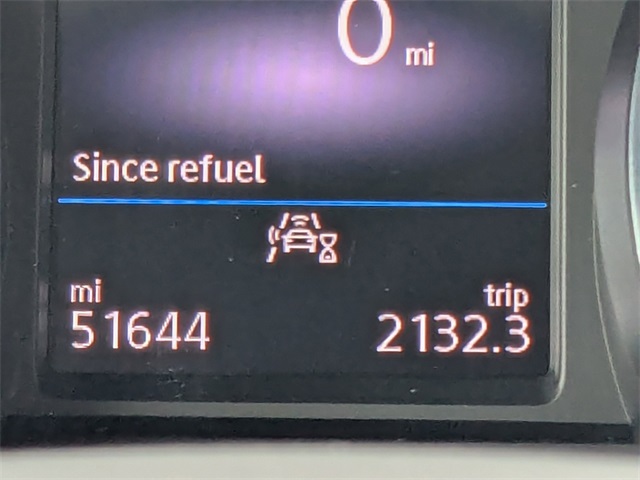 0 mi
Since refuel
mi trip
51644 2132.3